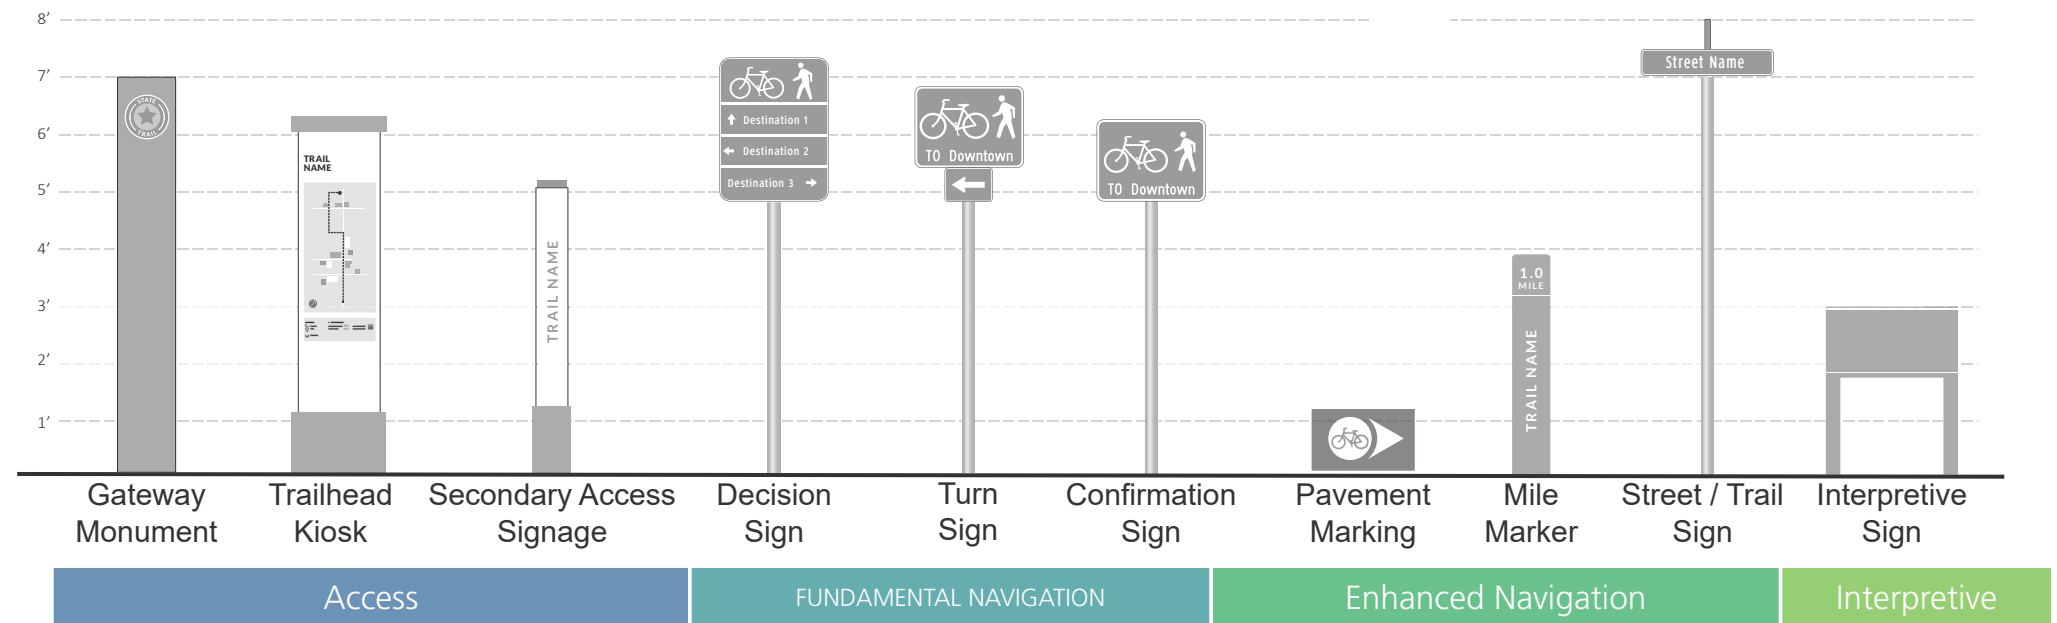 8’
7’
6’
5’
4’
3’
2’
1’
STATE
TRAIL
TRAIL
NAME
TRAIL NAME
Destination 1
Destination 2
Destination 3
TO Downtown
TO Downtown
1.0
MILE
TRAIL NAME
Street Name
Gateway
Monument
Trailhead
Kiosk
Secondary Access
Signage
Decision
Sign
Turn
Sign
Confirmation
Sign
Pavement
Marking
Mile
Marker
Street / Trail
Sign
Interpretive
Sign
Access
FUNDAMENTAL NAVIGATION
Enhanced Navigation
Interpretive